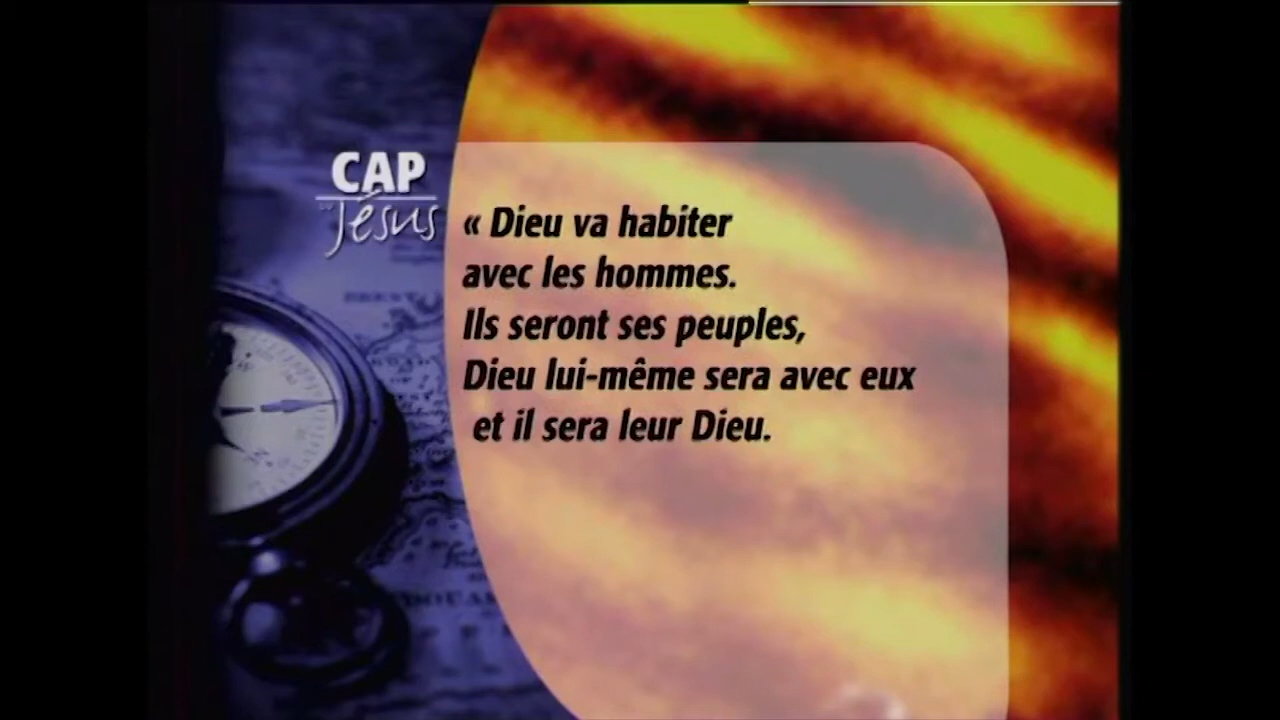 CAP
Jésus
« Dieu va habiter
avec les hommes.
Ils seront ses peuples,
Dieu lui-même sera avec eux
et il sera leur Dieu.